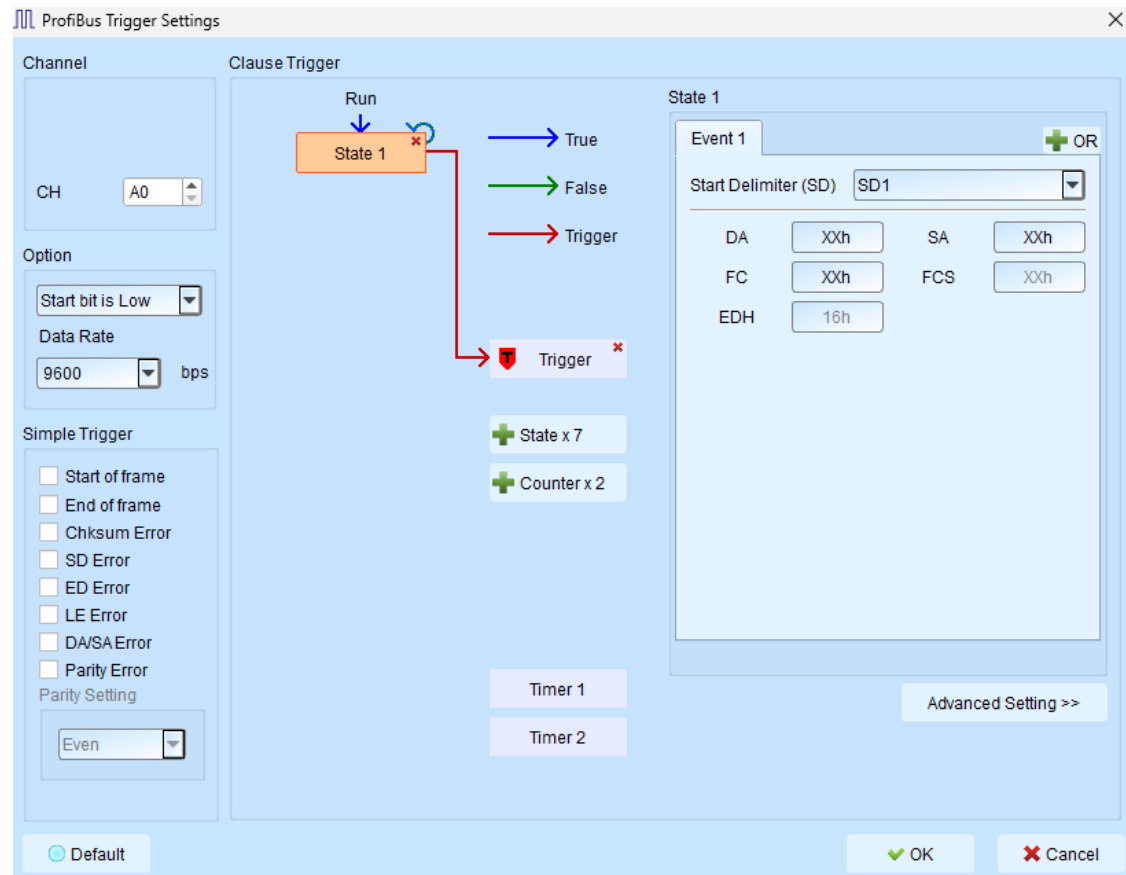 ProfiBus Trigger Settings
Channel
CH A0
Option
Start bit is Low
Data Rate
9600 bps
Simple Trigger
Start of frame
End of frame
Chksum Error
SD Error
ED Error
LE Error
DA/SA Error
Parity Error
Parity Setting
Even
Clause Trigger
Run
State 1
True
False
Trigger
T Trigger
State x 7
Counter x 2
Timer 1
Timer 2
State 1
Event 1
OR
Start Delimiter (SD) SD1
DA XXh SA XXh
FC XXh FCS XXh
EDH 16h
Advanced Setting >>
Default
OK
Cancel